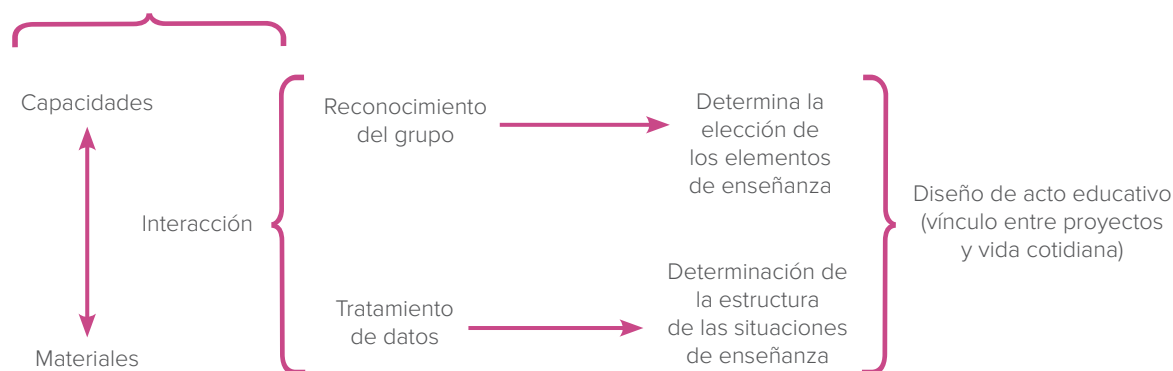 Capacidades
Materiales
Interacción
Reconocimiento
del grupo
Tratamiento
de datos
Determina la
elección de
los elementos
de enseñanza
Determinación de
la estructura
de las situaciones
de enseñanza
Diseño de acto educativo
(vínculo entre proyectos
y vida cotidiana)